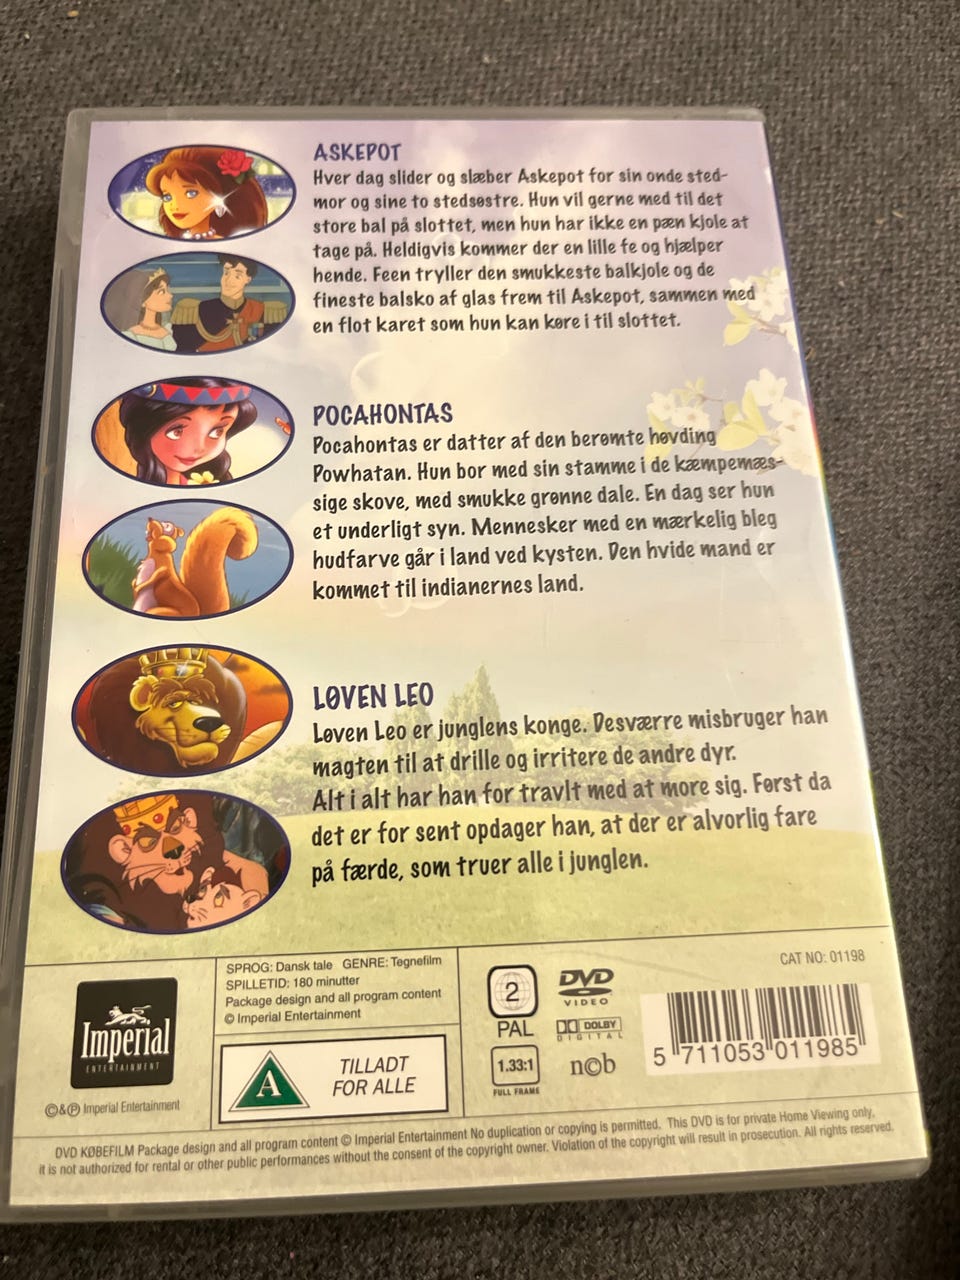 ASKEPOT
Hver dag slider og slæber Askepot for sin onde sted-
mor og sine to stedsøstre. Hun vil gerne med til det
store bal på slottet, men hun har ikke en pæn kjole at
tage på. Heldigvis kommer der en lille fe og hjælper
hende. Feen tryller den smukkeste balkjole og de
fineste balsko af glas frem til Askepot, sammen med
en flot karet som hun kan køre i til slottet.
POCAHONTAS
Pocahontas er datter af den berømte høvding
Powhatan. Hun bor med sin stamme i de kæmpemæs-
sige skove, med smukke grønne dale. En dag ser hun
et underligt syn. Mennesker med en mærkelig bleg
hudfarve går i land ved kysten. Den hvide mand er
kommet til indianernes land.
LØVEN LEO
Løven Leo er junglens konge. Desværre misbruger han
magten til at drille og irritere de andre dyr.
Alt i alt har han for travlt med at more sig. Først da
det er for sent opdager han, at der er alvorlig fare
på færde, som truer alle i junglen.
Imperial
ENTERTAINMENT
©&℗ Imperial Entertainment
SPROG: Dansk tale GENRE: Tegnefilm
SPILLETID: 180 minutter
Package design and all program content
© Imperial Entertainment
A
TILLADT
FOR ALLE
2
PAL
1.33:1
FULL FRAME
DVD
VIDEO
DOLBY
DIGITAL
n©b
CAT NO: 01198
5 711053 011985
DVD KØBEFILM Package design and all program content © Imperial Entertainment No duplication or copying is permitted. This DVD is for private Home Viewing only,
it is not authorized for rental or other public performances without the consent of the copyright owner. Violation of the copyright will result in prosecution. All rights reserved.